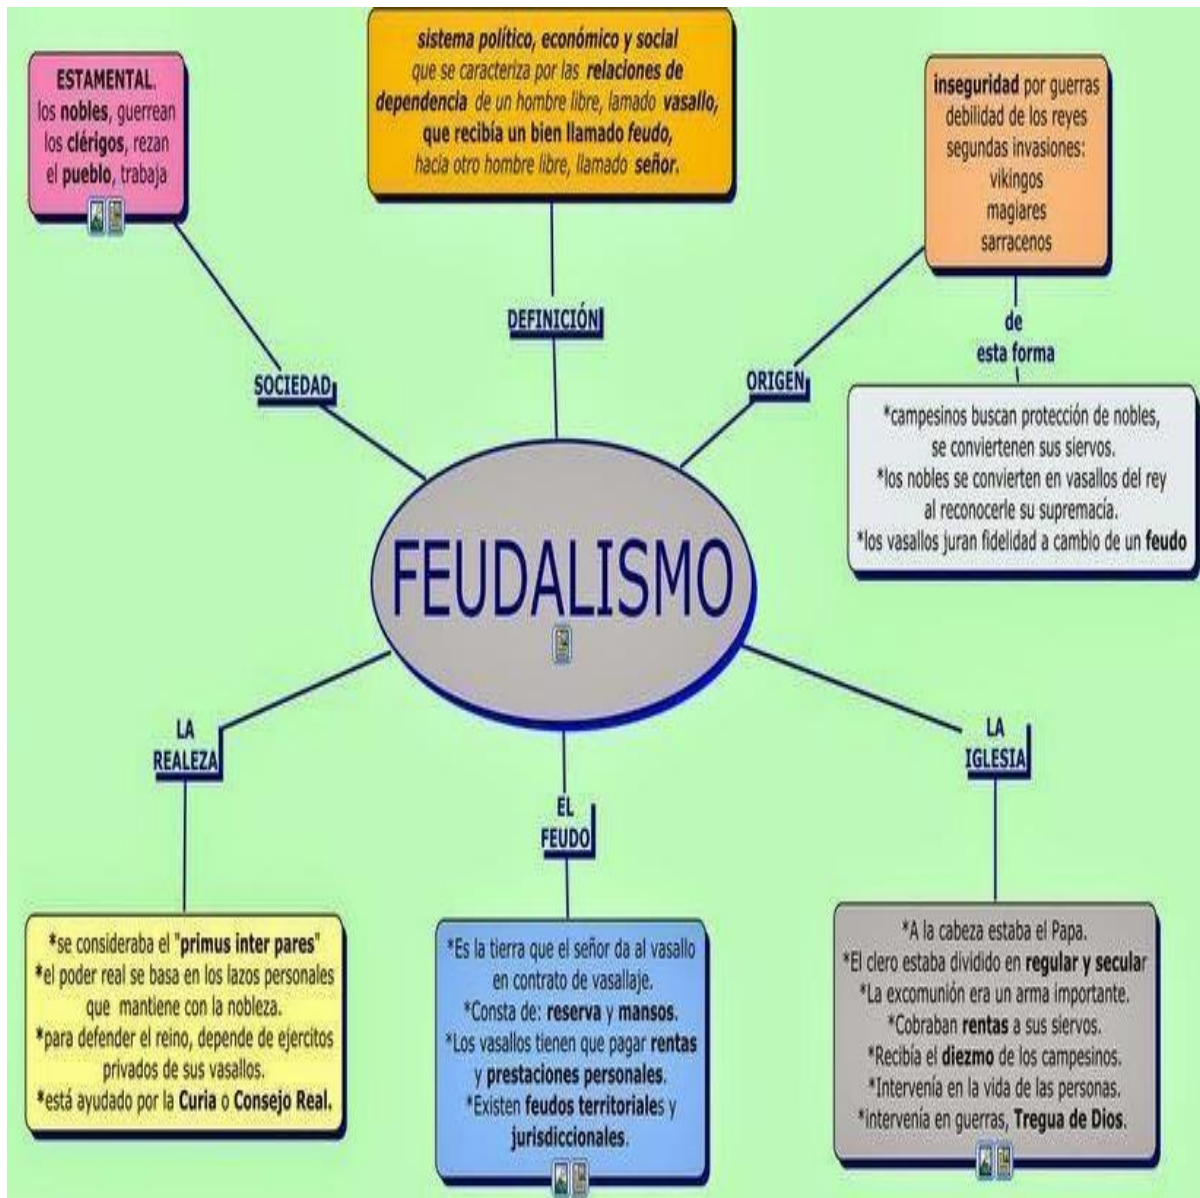 ESTAMENTAL.
los nobles, guerrean
los clérigos, rezan
el pueblo, trabaja
sistema político, económico y social
que se caracteriza por las relaciones de
dependencia de un hombre libre, lamado vasallo,
que recibía un bien llamado feudo,
hacia otro hombre libre, llamado señor.
inseguridad por guerras
debilidad de los reyes
segundas invasiones:
vikingos
magiares
sarracenos
SOCIEDAD
DEFINICIÓN
ORIGEN
de
esta forma
*campesinos buscan protección de nobles,
se conviertenen sus siervos.
*los nobles se convierten en vasallos del rey
al reconocerle su supremacía.
*los vasallos juran fidelidad a cambio de un feudo
FEUDALISMO
LA
REALEZA
EL
FEUDO
LA
IGLESIA
*se consideraba el "primus inter pares"
*el poder real se basa en los lazos personales
que mantiene con la nobleza.
*para defender el reino, depende de ejercitos
privados de sus vasallos.
*está ayudado por la Curia o Consejo Real.
*Es la tierra que el señor da al vasallo
en contrato de vasallaje.
*Consta de: reserva y mansos.
*Los vasallos tienen que pagar rentas
y prestaciones personales.
*Existen feudos territoriales y
jurisdiccionales.
*A la cabeza estaba el Papa.
*El clero estaba dividido en regular y secular
*La excomunión era un arma importante.
*Cobraban rentas a sus siervos.
*Recibía el diezmo de los campesinos.
*Intervenía en la vida de las personas.
*intervenía en guerras, Tregua de Dios.